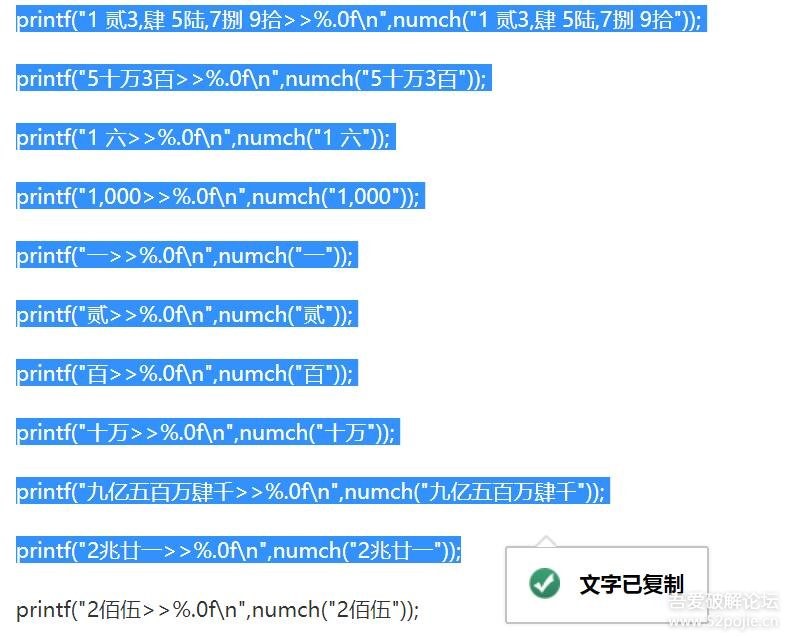 printf("1 贰3,肆 5陆,7捌 9拾>>%.0f\n",numch("1 贰3,肆 5陆,7捌 9拾"));
printf("5十万3百>>%.0f\n",numch("5十万3百"));
printf("1 六>>%.0f\n",numch("1 六"));
printf("1,000>>%.0f\n",numch("1,000"));
printf("一>>%.0f\n",numch("一"));
printf("贰>>%.0f\n",numch("贰"));
printf("百>>%.0f\n",numch("百"));
printf("十万>>%.0f\n",numch("十万"));
printf("九亿五百万肆千>>%.0f\n",numch("九亿五百万肆千"));
printf("2兆廿一>>%.0f\n",numch("2兆廿一"));
文字已复制
printf("2佰伍>>%.0f\n",numch("2佰伍"));
吾爱破解论坛
www.52pojie.cn